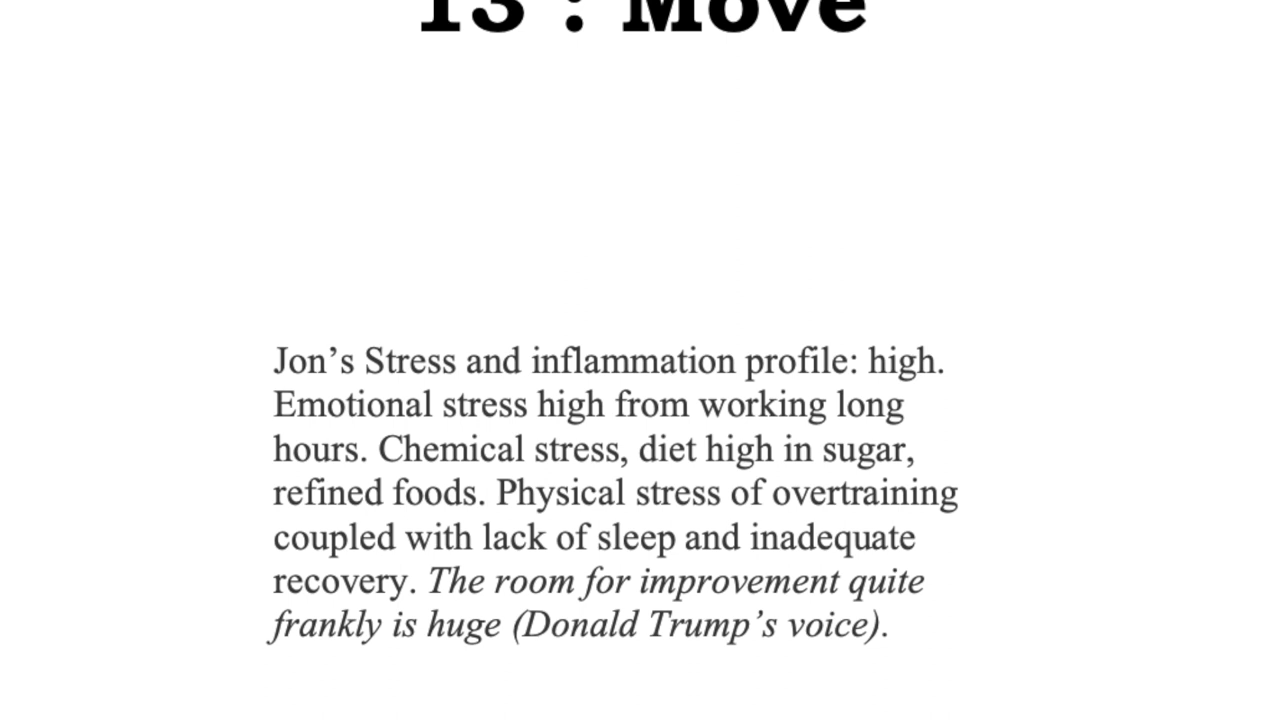 13 : Move
Jon’s Stress and inflammation profile: high.
Emotional stress high from working long
hours. Chemical stress, diet high in sugar,
refined foods. Physical stress of overtraining
coupled with lack of sleep and inadequate
recovery. The room for improvement quite
frankly is huge (Donald Trump’s voice).